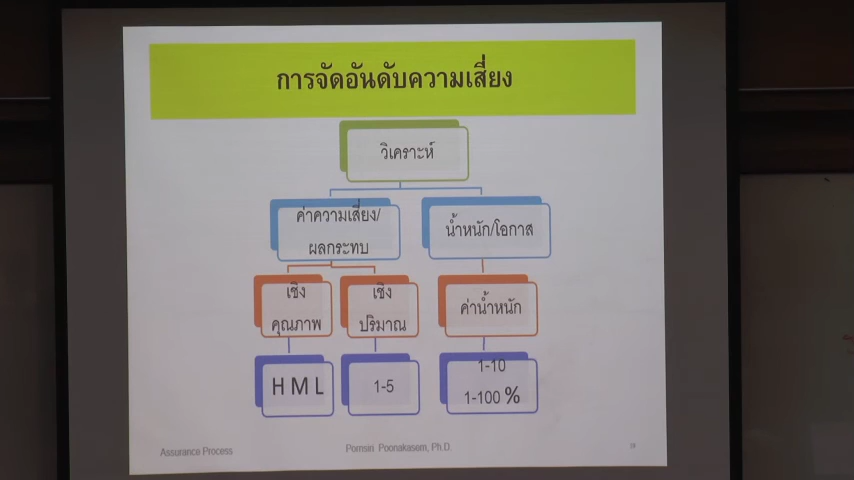 การจัดอันดับความเสี่ยง
วิเคราะห์
ค่าความเสี่ยง/
ผลกระทบ
น้ำหนัก/โอกาส
เชิง
คุณภาพ
เชิง
ปริมาณ
ค่าน้ำหนัก
H M L
1-5
1-10
1-100 %
Assurance Process
Pornsiri Poonakasem, Ph.D.